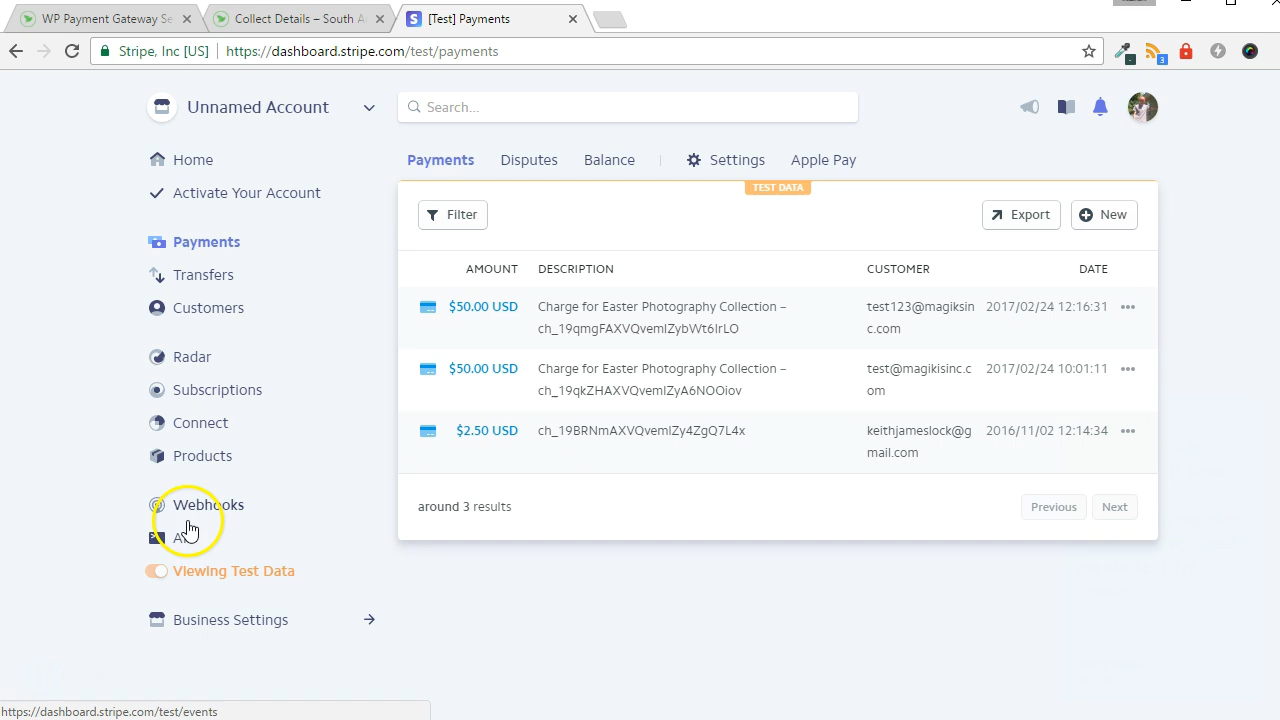 WP Payment Gateway Se
Collect Details – South A
[Test] Payments
Stripe, Inc [US]
https://dashboard.stripe.com/test/payments
3
Unnamed Account
Search...
Home
Activate Your Account
Payments
Transfers
Customers
Radar
Subscriptions
Connect
Products
Webhooks
Viewing Test Data
Business Settings
Payments Disputes Balance Settings Apple Pay
TEST DATA
Filter Export New
AMOUNT DESCRIPTION CUSTOMER DATE
$50.00 USD Charge for Easter Photography Collection – test123@magiksin 2017/02/24 12:16:31
ch_19qmgFAXVQvemIZybWt6IrLO c.com
$50.00 USD Charge for Easter Photography Collection – test@magikisinc.c 2017/02/24 10:01:11
ch_19qkZHAXVQvemIZyA6NOOiov om
$2.50 USD ch_19BRNmAXVQvemIZy4ZgQ7L4x keithjameslock@g 2016/11/02 12:14:34
mail.com
around 3 results Previous Next
https://dashboard.stripe.com/test/events